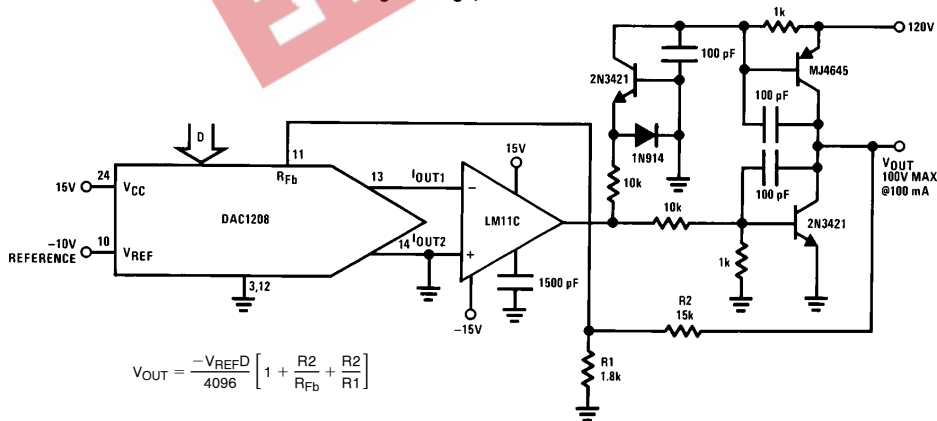 1k
120V
100 pF
2N3421
MJ4645
100 pF
1N914
D
11
RFb
15V
24
VCC
13
IOUT1
15V
10k
VOUT
100V MAX
@100 mA
100 pF
DAC1208
−
LM11C
10k
2N3421
−10V
REFERENCE
10
VREF
14
IOUT2
+
1500 pF
1k
3,12
−15V
R2
15k
R1
1.8k
VOUT = −VREFD/4096 [1 + R2/RFb + R2/R1]